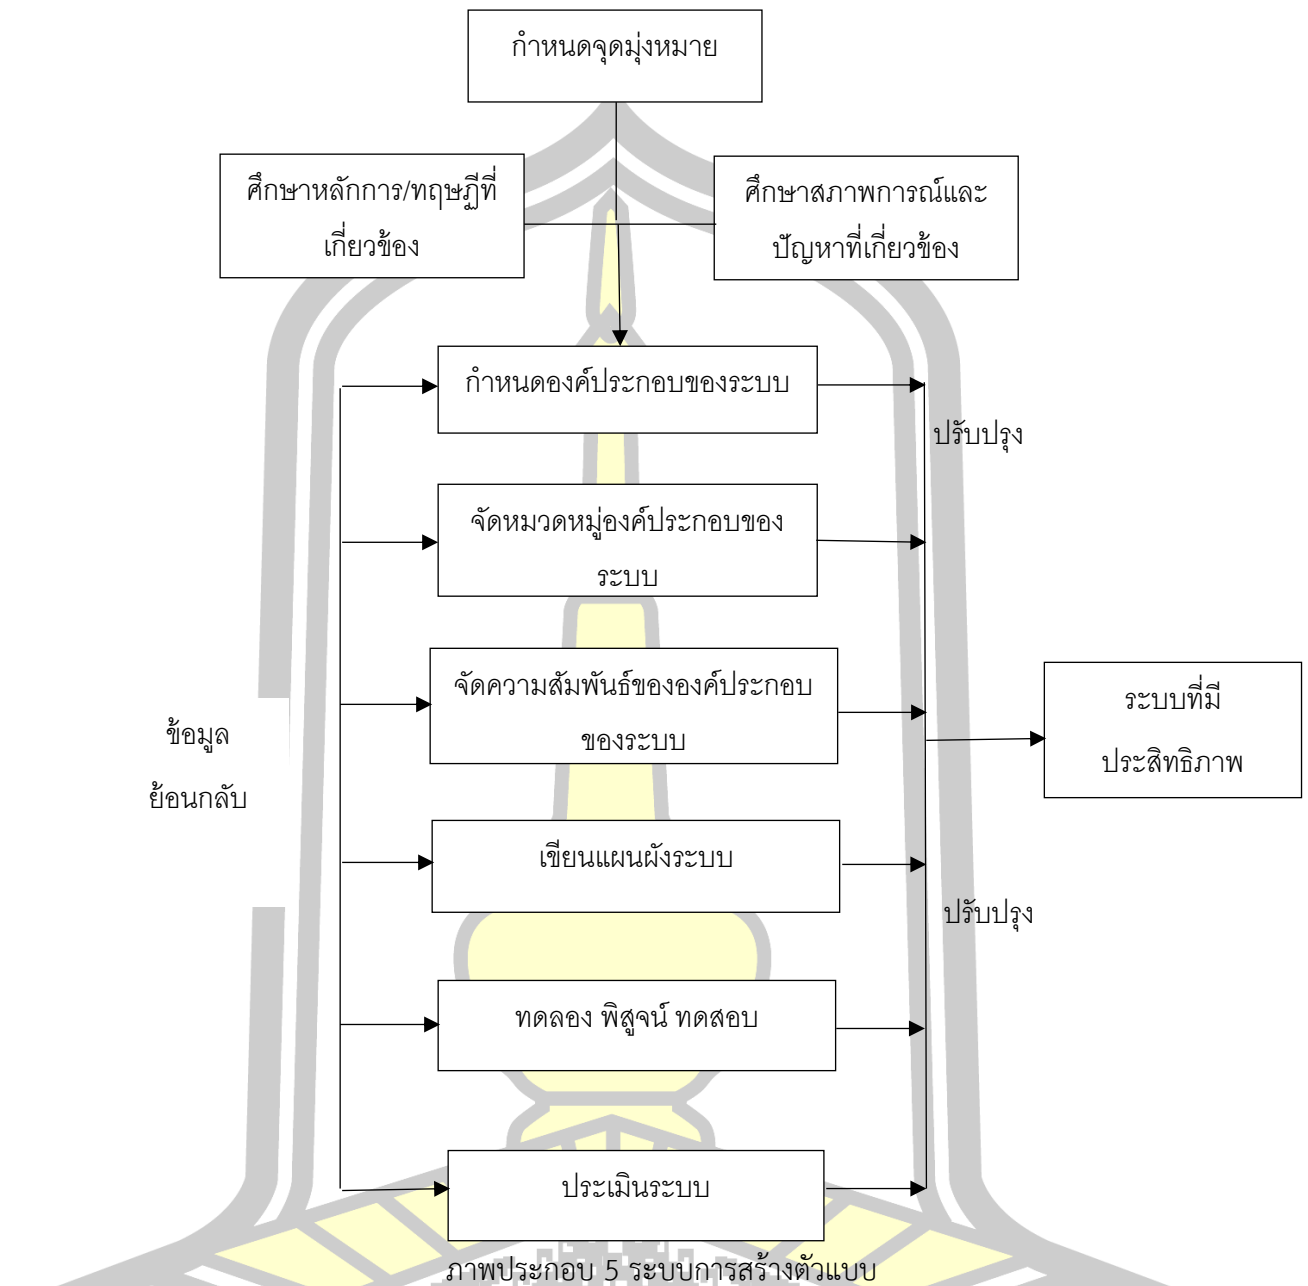 กำหนดจุดมุ่งหมาย
ศึกษาหลักการ/ทฤษฏีที่
เกี่ยวข้อง
ศึกษาสภาพการณ์และ
ปัญหาที่เกี่ยวข้อง
กำหนดองค์ประกอบของระบบ
ปรับปรุง
จัดหมวดหมู่องค์ประกอบของ
ระบบ
จัดความสัมพันธ์ขององค์ประกอบ
ของระบบ
ระบบที่มี
ประสิทธิภาพ
ข้อมูล
ย้อนกลับ
เขียนแผนผังระบบ
ปรับปรุง
ทดลอง พิสูจน์ ทดสอบ
ประเมินระบบ
ภาพประกอบ 5 ระบบการสร้างตัวแบบ